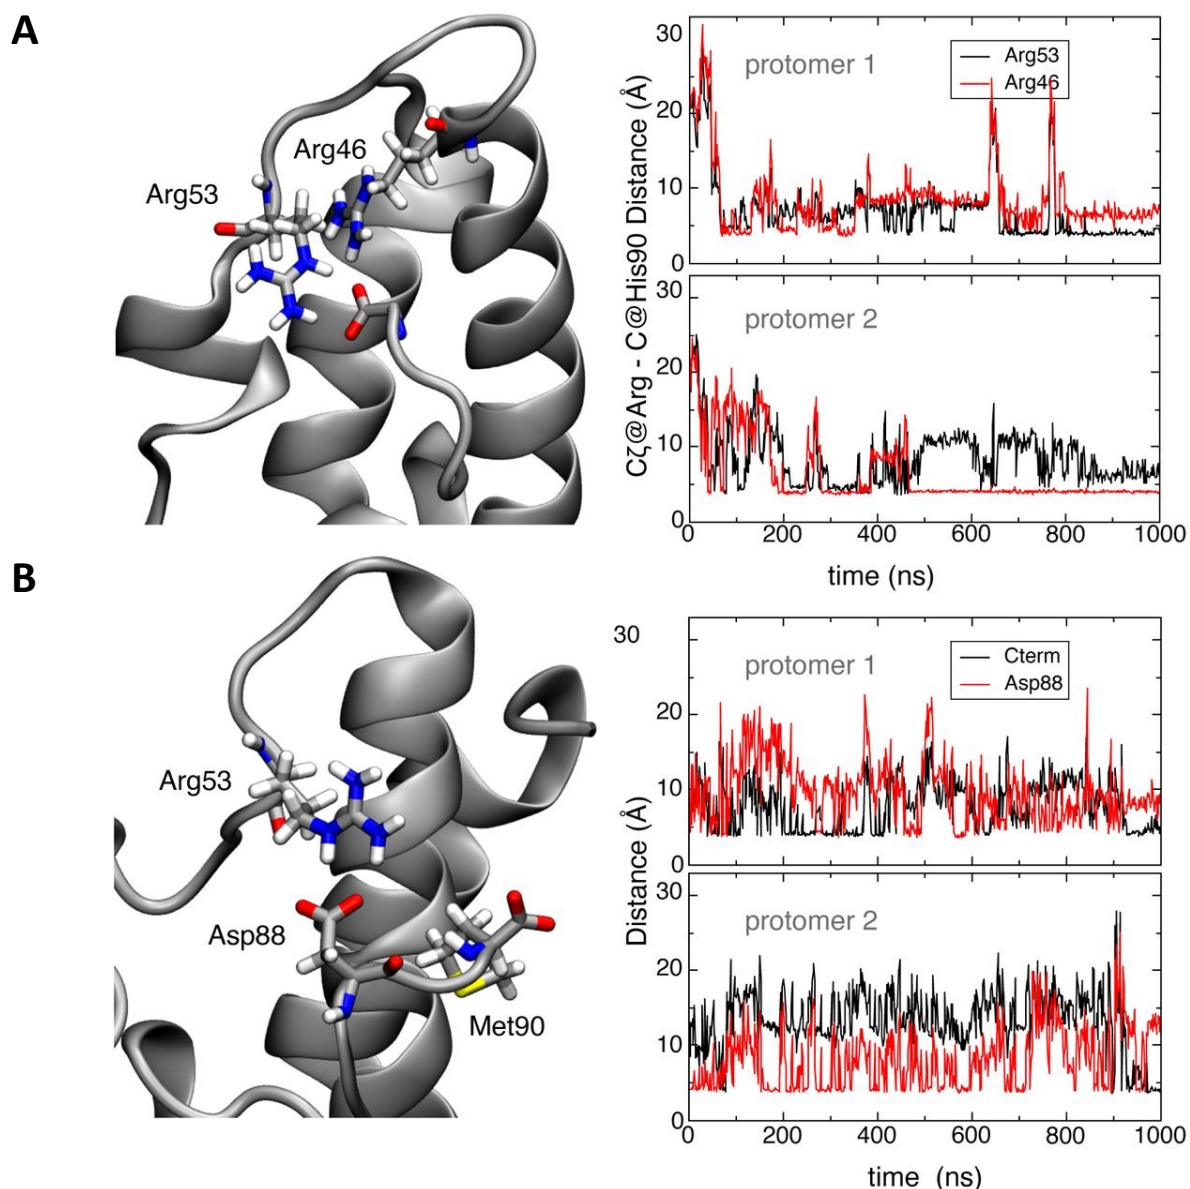 A
Arg46
Arg53
protomer 1
Arg53
Arg46
30
20
10
0
protomer 2
30
20
10
0
Cζ@Arg - C@His90 Distance (Å)
0 200 400 600 800 1000
time (ns)
B
Arg53
Asp88
Met90
protomer 1
Cterm
Asp88
30
20
10
0
protomer 2
30
20
10
0
Distance (Å)
0 200 400 600 800 1000
time (ns)